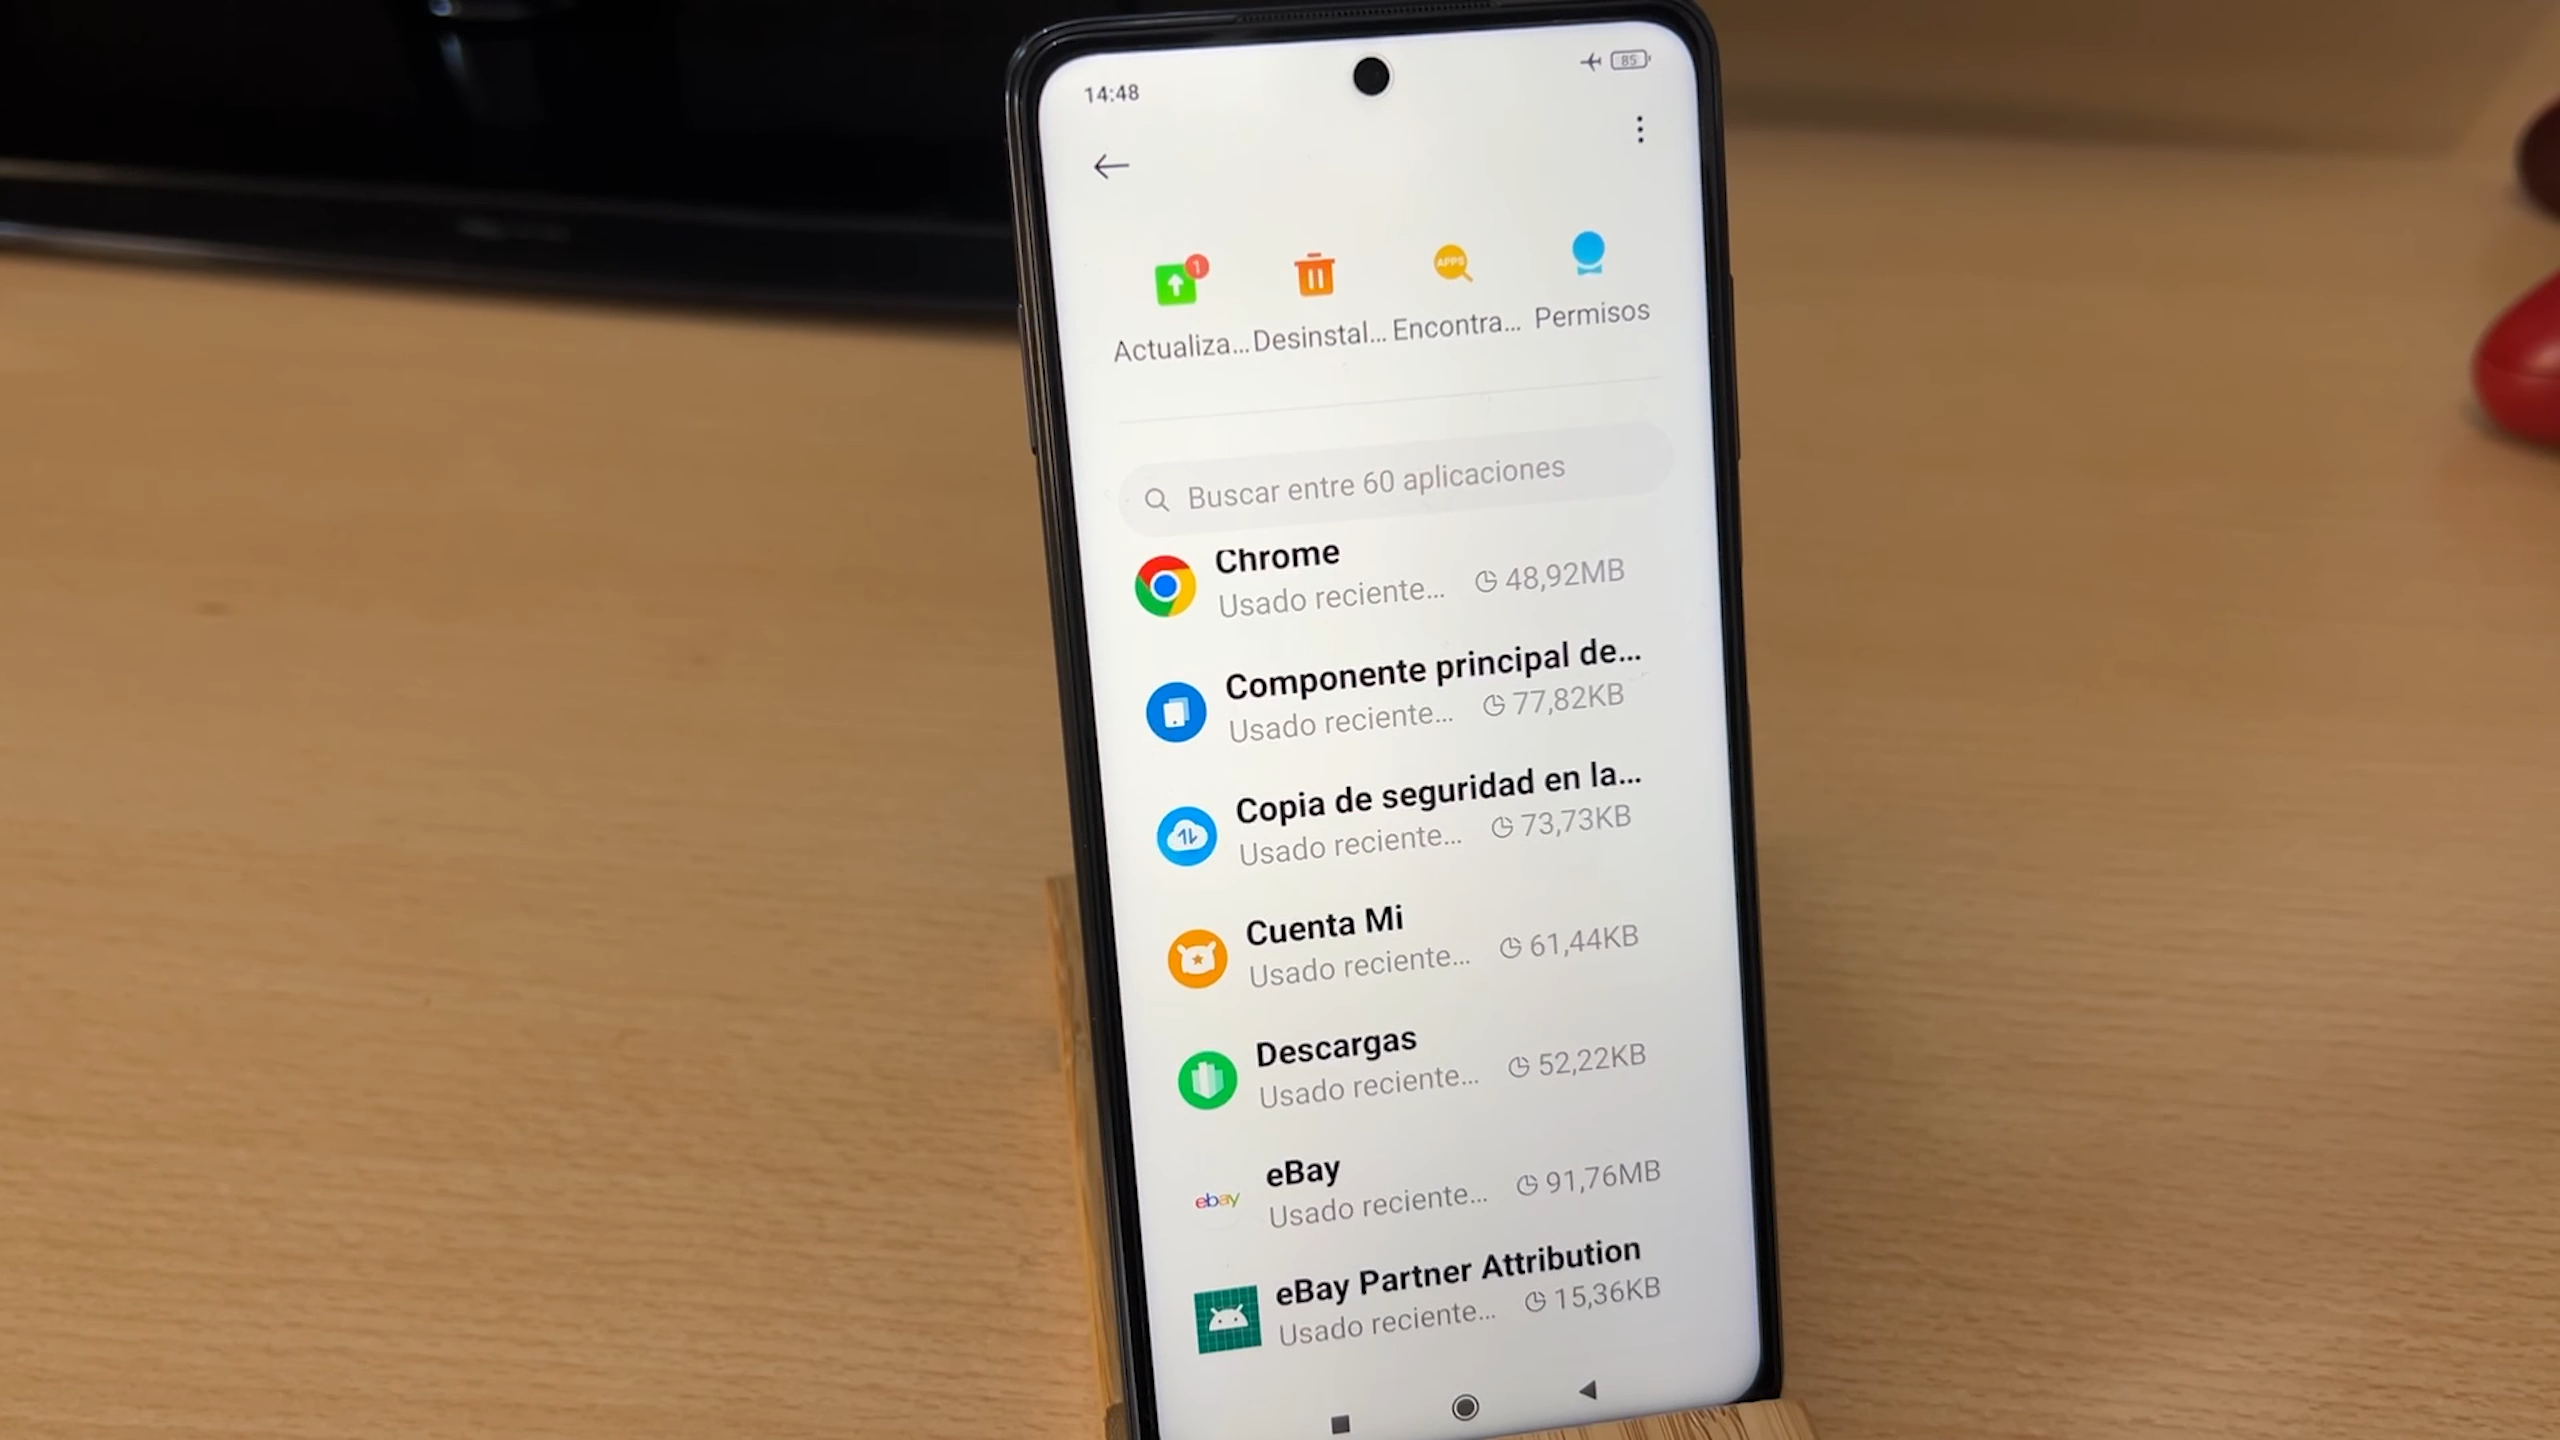 14:48
85
1
APPS
Actualiza... Desinstal... Encontra... Permisos
Buscar entre 60 aplicaciones
Chrome
Usado reciente... 48,92MB
Componente principal de...
Usado reciente... 77,82KB
Copia de seguridad en la...
Usado reciente... 73,73KB
Cuenta Mi
Usado reciente... 61,44KB
Descargas
Usado reciente... 52,22KB
eBay
ebay
Usado reciente... 91,76MB
eBay Partner Attribution
Usado reciente... 15,36KB